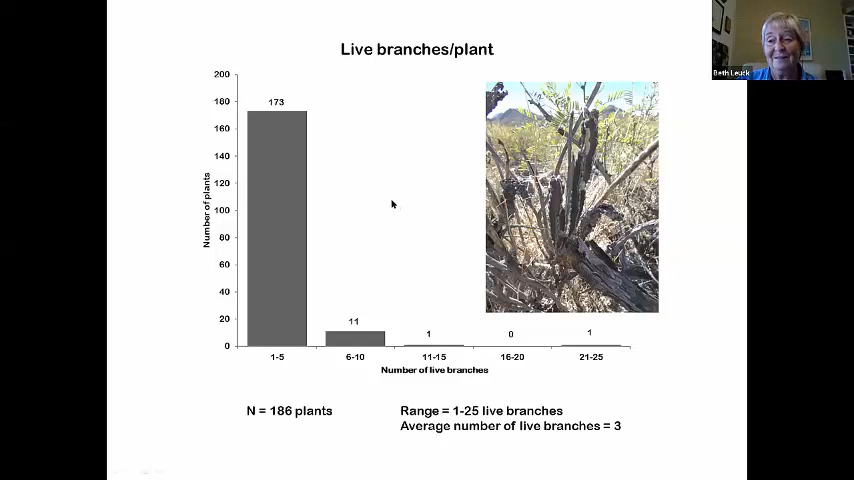 Live branches/plant
Beth Leuck
200
180
160
140
120
100
80
60
40
20
0
Number of plants
173
11
1
0
1
1-5 6-10 11-15 16-20 21-25
Number of live branches
N = 186 plants
Range = 1-25 live branches
Average number of live branches = 3